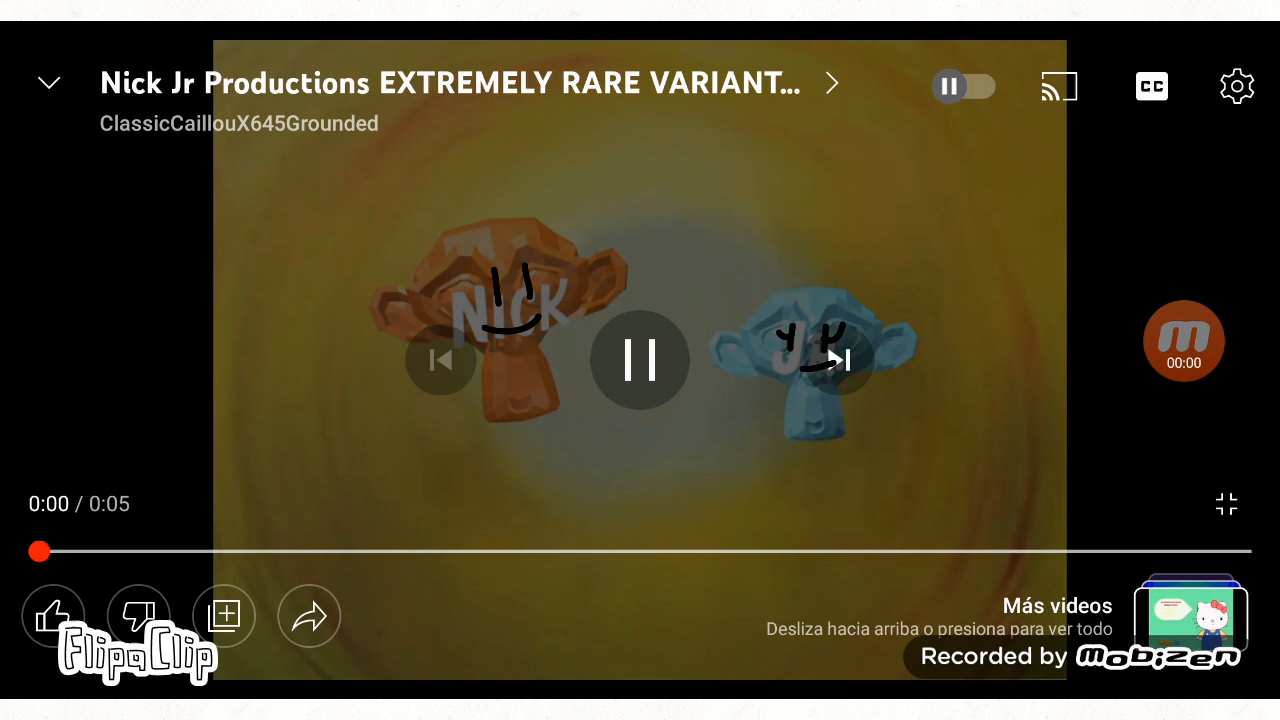 Nick Jr Productions EXTREMELY RARE VARIANT...
ClassicCaillouX645Grounded
CC
NICK
JR
00:00
0:00 / 0:05
Más videos
Desliza hacia arriba o presiona para ver todo
FlipaClip
Recorded by mobizen